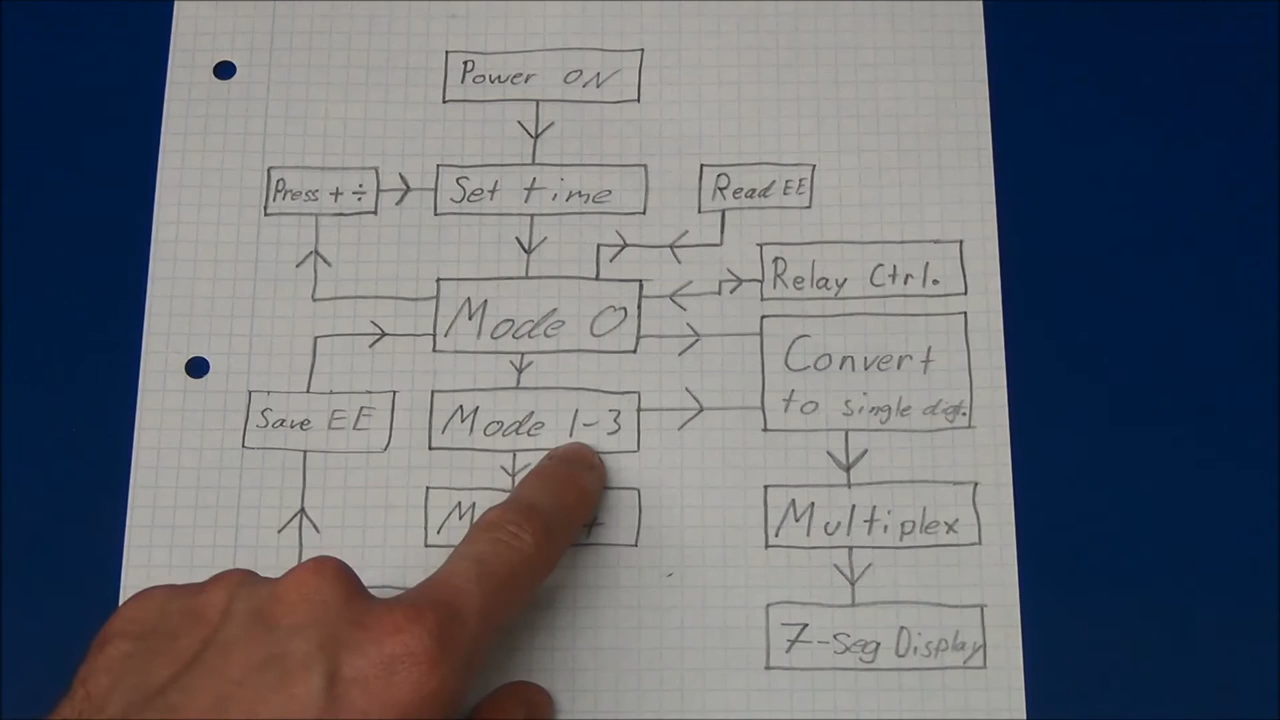 Power ON
Press + ÷
Set time
Read EE
Relay Ctrl.
Mode 0
Convert
to single digt.
Save EE
Mode 1-3
Multiplex
7-Seg Display